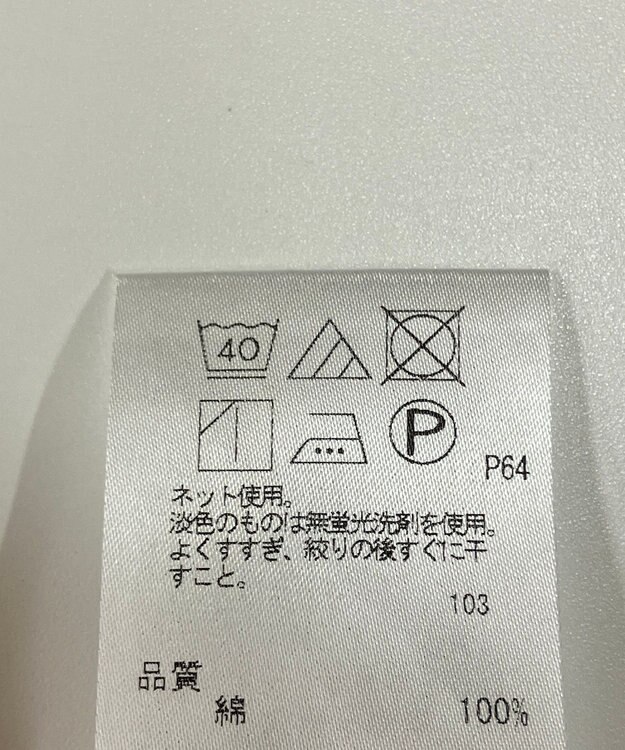 40
P
P64
ネット使用。
淡色のものは無蛍光洗剤を使用。
よくすすぎ、絞りの後すぐに干
すこと。
103
品質
綿 100%